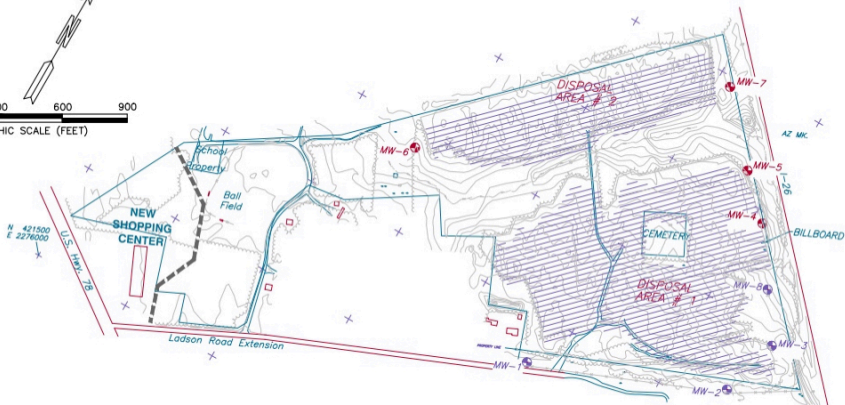 N
600
900
HIC SCALE (FEET)
DISPOSAL
AREA # 2
MW-7
AZ MK.
MW-6
School
Property
Ball
Field
MW-5
I-26
NEW
SHOPPING
CENTER
N 421500
E 2276000
U.S. Hwy. 78
MW-4
CEMETERY
BILLBOARD
DISPOSAL
AREA # 1
MW-8
Ladson Road Extension
PROPERTY LINE
MW-3
MW-1
MW-2